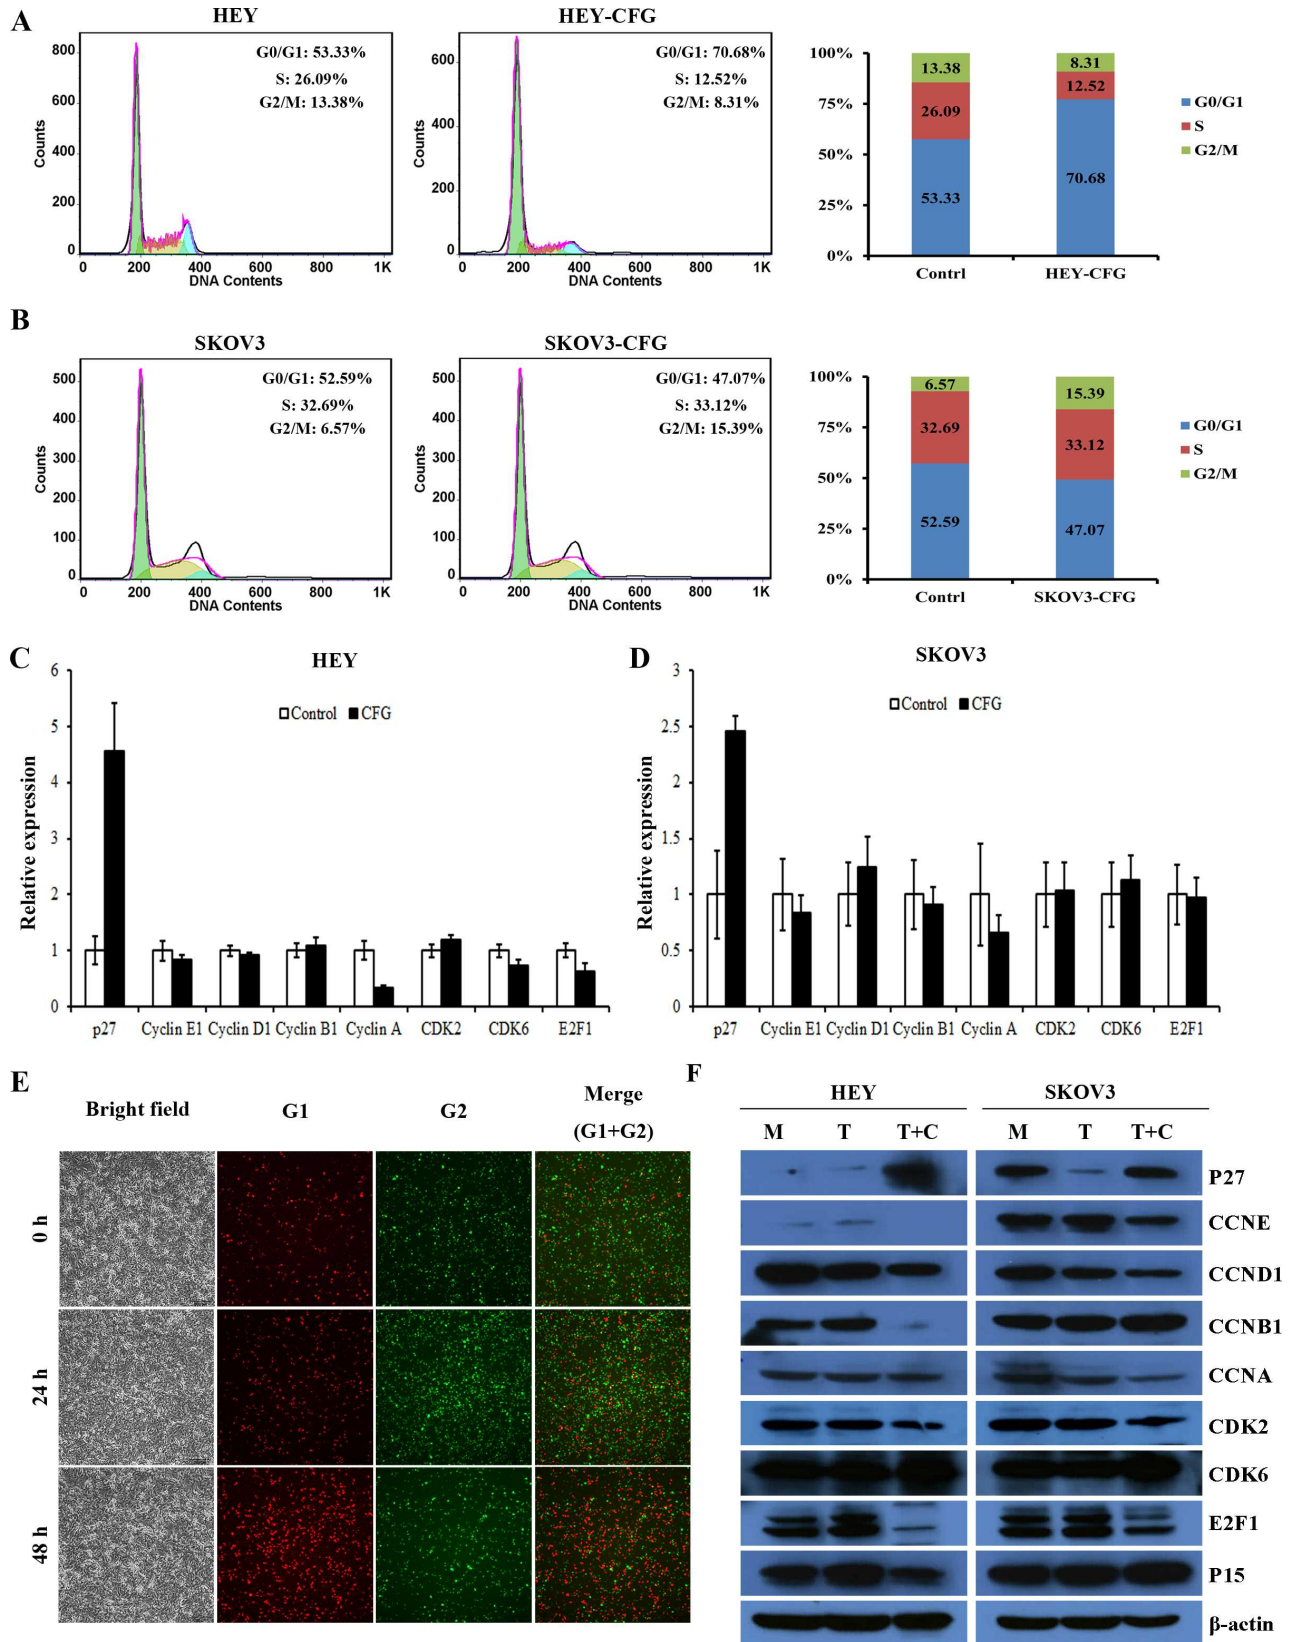 A
HEY
HEY-CFG
800
600
400
200
0
Counts
G0/G1: 53.33%
S: 26.09%
G2/M: 13.38%
0 200 400 600 800 1K
DNA Contents
600
400
200
0
Counts
G0/G1: 70.68%
S: 12.52%
G2/M: 8.31%
0 200 400 600 800 1K
DNA Contents
100%
75%
50%
25%
0%
13.38
26.09
53.33
8.31
12.52
70.68
Contrl HEY-CFG
G0/G1
S
G2/M
B
SKOV3
SKOV3-CFG
500
400
300
200
100
0
Counts
G0/G1: 52.59%
S: 32.69%
G2/M: 6.57%
0 200 400 600 800 1K
DNA Contents
500
400
300
200
100
0
Counts
G0/G1: 47.07%
S: 33.12%
G2/M: 15.39%
0 200 400 600 800 1K
DNA Contents
100%
75%
50%
25%
0%
6.57
32.69
52.59
15.39
33.12
47.07
Contrl SKOV3-CFG
G0/G1
S
G2/M
C
HEY
Control CFG
Relative expression
6
5
4
3
2
1
0
p27 Cyclin E1 Cyclin D1 Cyclin B1 Cyclin A CDK2 CDK6 E2F1
D
SKOV3
Control CFG
Relative expression
3
2.5
2
1.5
1
0.5
0
p27 Cyclin E1 Cyclin D1 Cyclin B1 Cyclin A CDK2 CDK6 E2F1
E
Bright field G1 G2 Merge
(G1+G2)
0 h
24 h
48 h
F
HEY SKOV3
M T T+C M T T+C
P27
CCNE
CCND1
CCNB1
CCNA
CDK2
CDK6
E2F1
P15
β-actin